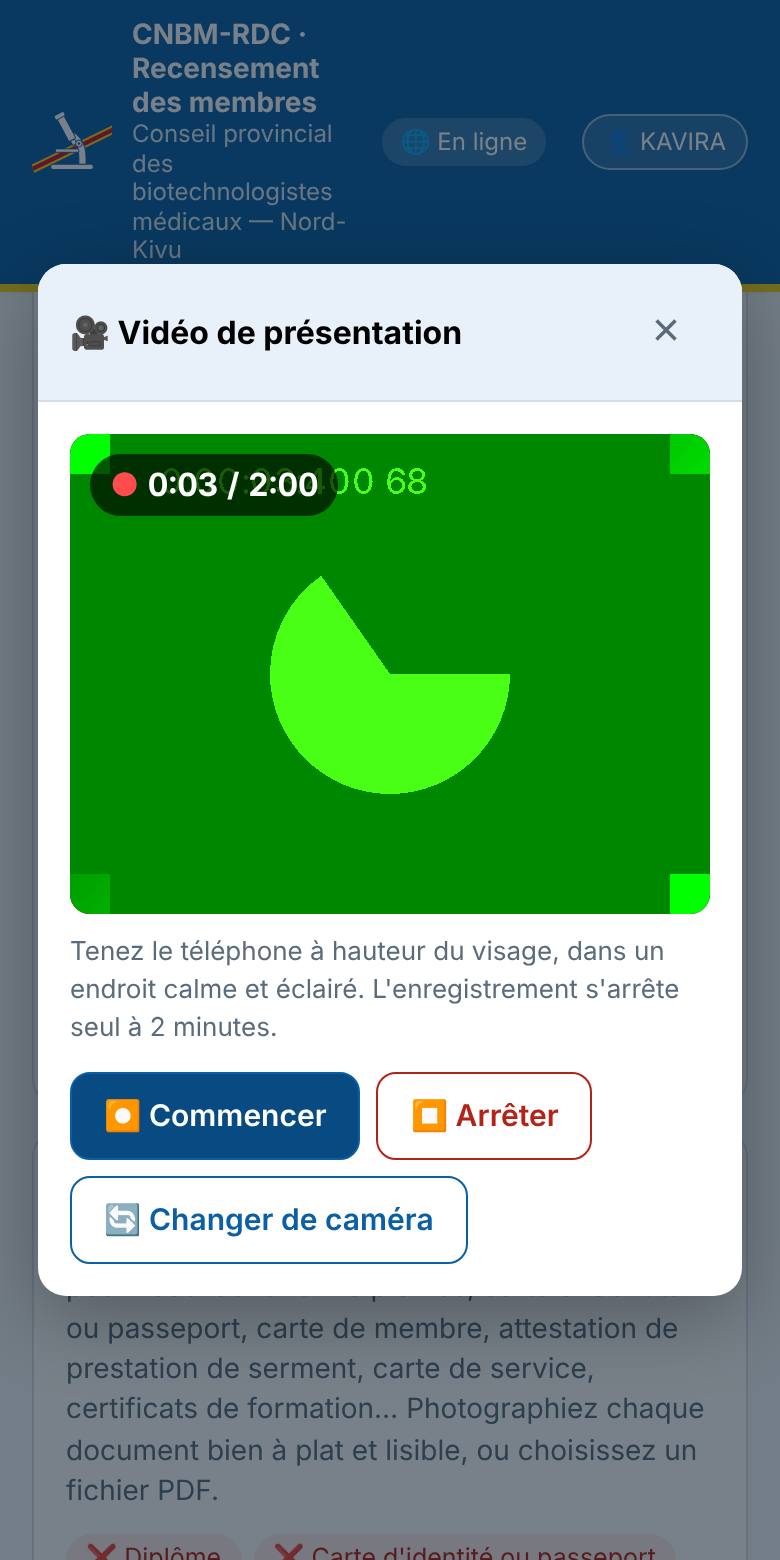 CNBM-RDC ·
Recensement
des membres
Conseil provincial
des
biotechnologistes
médicaux — Nord-
Kivu
🌐 En ligne
👤 KAVIRA
🎥 Vidéo de présentation
✕
0:03 / 2:00
00 68
Tenez le téléphone à hauteur du visage, dans un
endroit calme et éclairé. L'enregistrement s'arrête
seul à 2 minutes.
⏺️ Commencer
⏹️ Arrêter
🔄 Changer de caméra
ou passeport, carte de membre, attestation de
prestation de serment, carte de service,
certificats de formation… Photographiez chaque
document bien à plat et lisible, ou choisissez un
fichier PDF.
❌ Diplôme
❌ Carte d'identité ou passeport